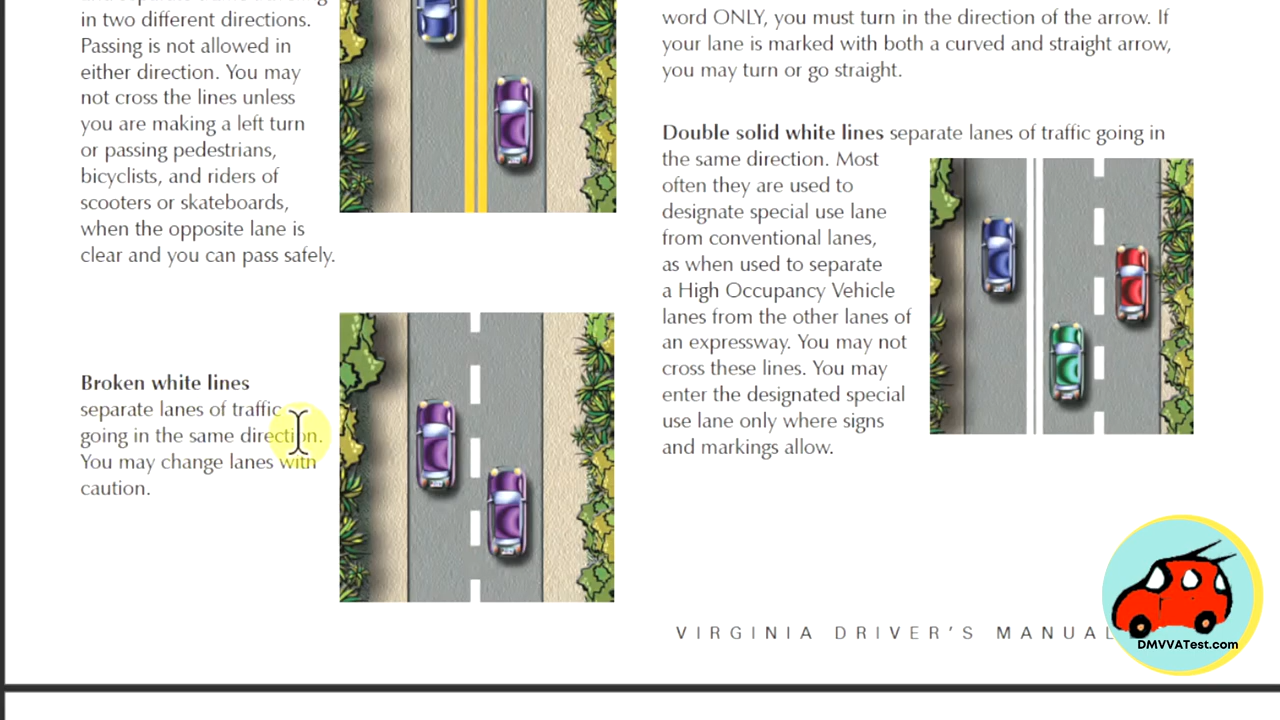 in two different directions.
Passing is not allowed in
either direction. You may
not cross the lines unless
you are making a left turn
or passing pedestrians,
bicyclists, and riders of
scooters or skateboards,
when the opposite lane is
clear and you can pass safely.
Broken white lines
separate lanes of traffic
going in the same direction.
You may change lanes with
caution.
word ONLY, you must turn in the direction of the arrow. If
your lane is marked with both a curved and straight arrow,
you may turn or go straight.
Double solid white lines separate lanes of traffic going in
the same direction. Most
often they are used to
designate special use lane
from conventional lanes,
as when used to separate
a High Occupancy Vehicle
lanes from the other lanes of
an expressway. You may not
cross these lines. You may
enter the designated special
use lane only where signs
and markings allow.
VIRGINIA DRIVER'S MANUAL
DMVVATest.com